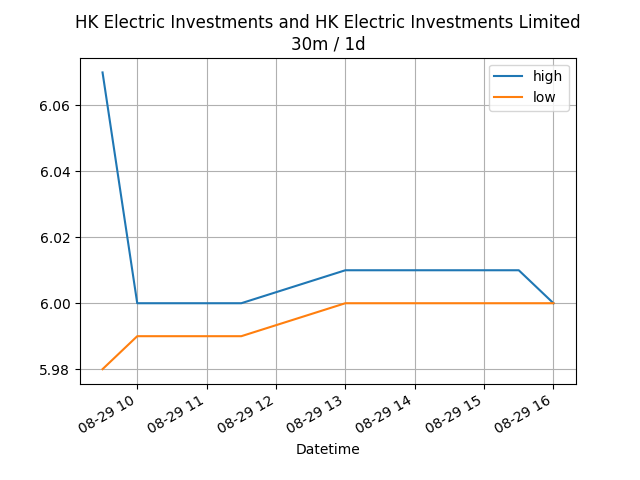 HK Electric Investments and HK Electric Investments Limited
30m / 1d
high
low
6.06
6.04
6.02
6.00
5.98
08-29 10
08-29 11
08-29 12
08-29 13
08-29 14
08-29 15
08-29 16
Datetime